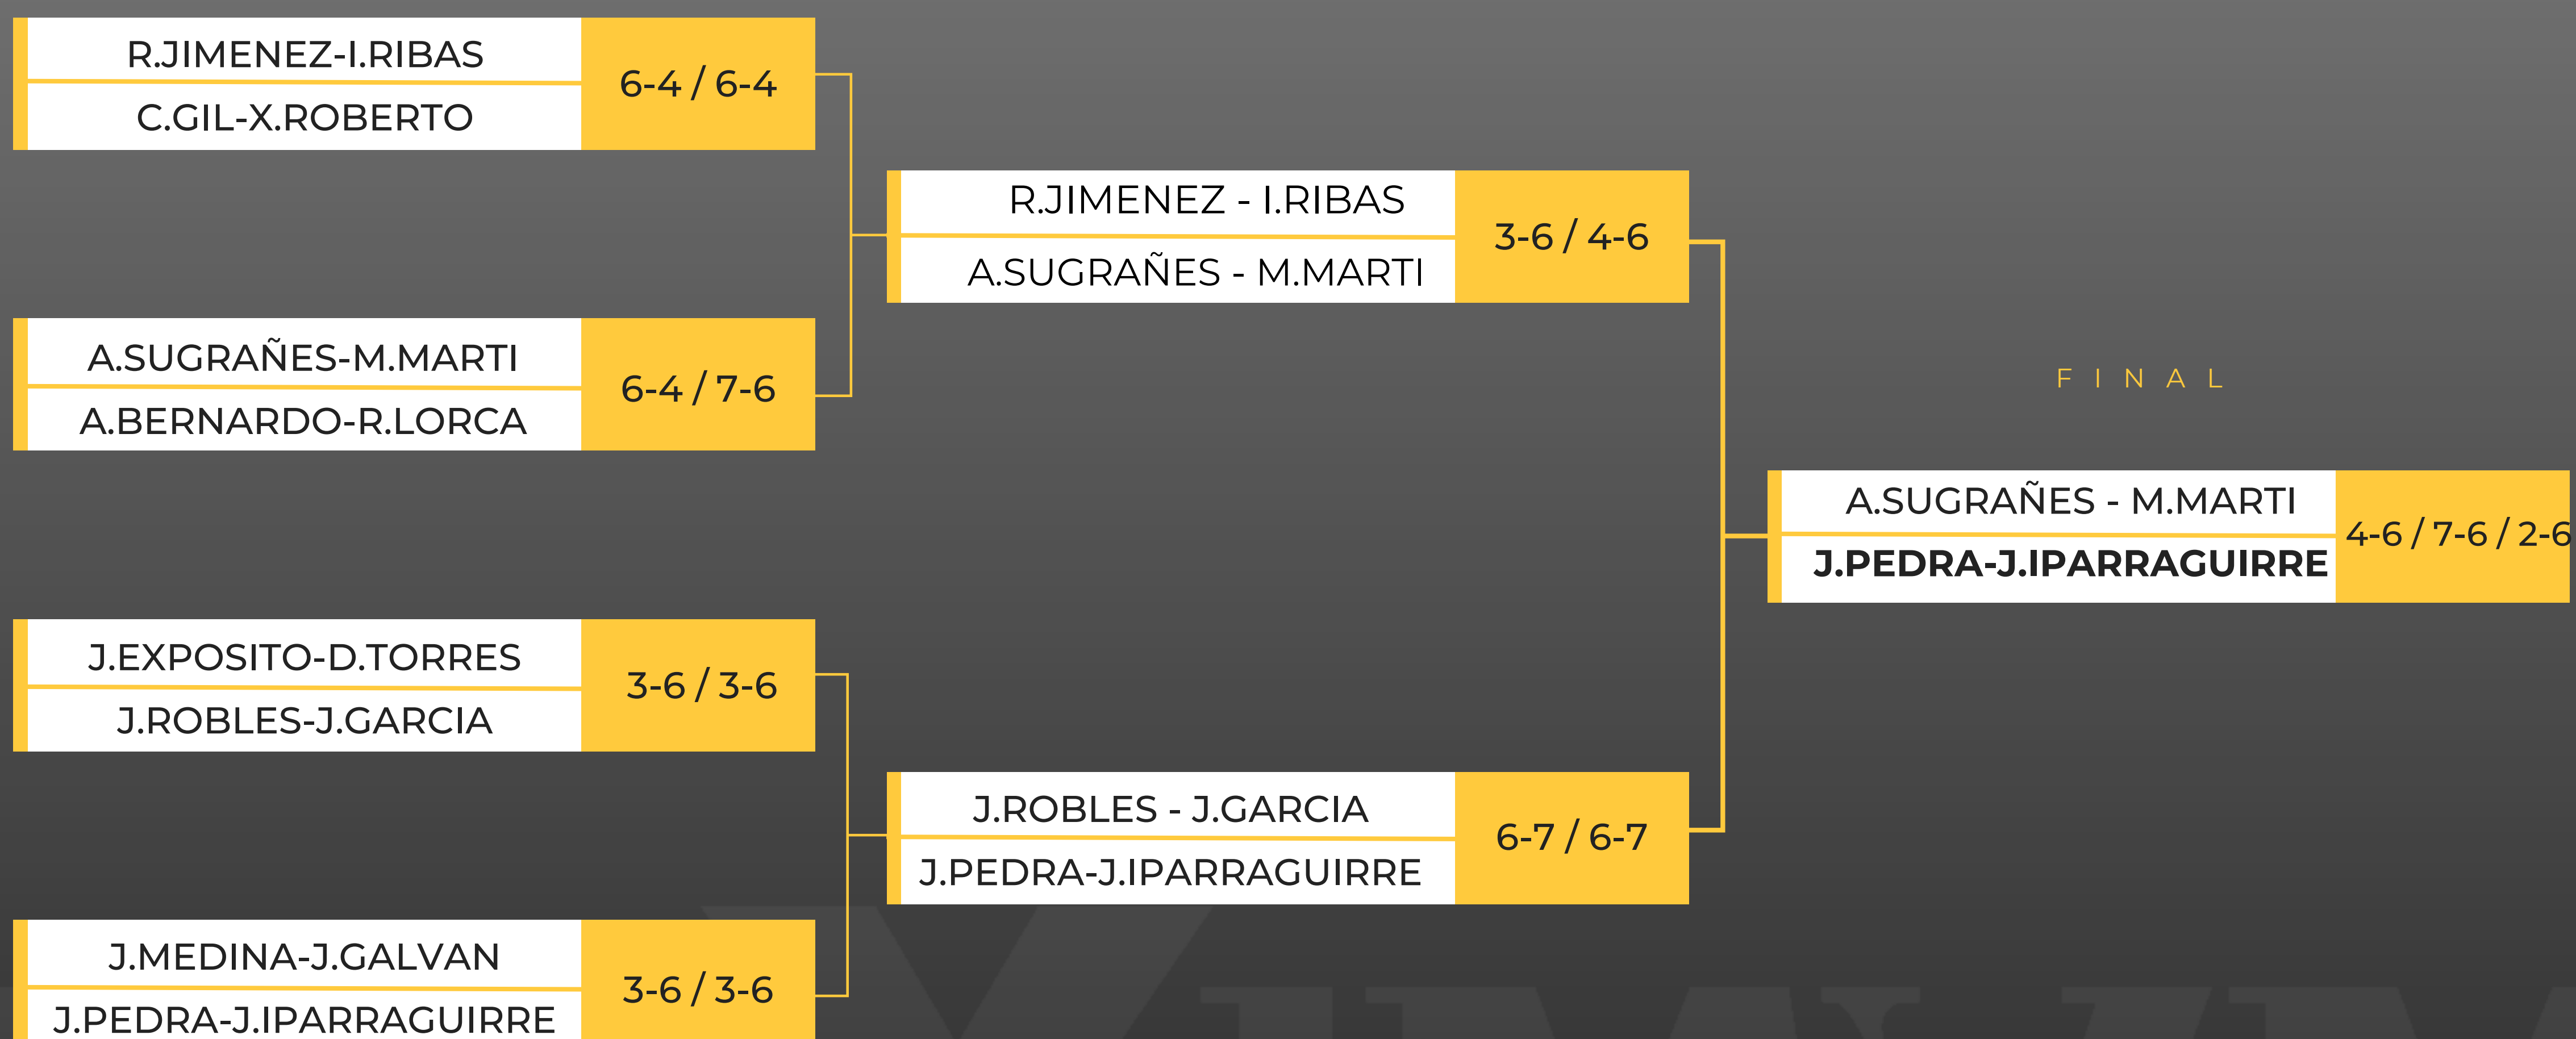 R.JIMENEZ-I.RIBAS
C.GIL-X.ROBERTO
6-4 / 6-4
A.SUGRAÑES-M.MARTI
A.BERNARDO-R.LORCA
6-4 / 7-6
J.EXPOSITO-D.TORRES
J.ROBLES-J.GARCIA
3-6 / 3-6
J.MEDINA-J.GALVAN
J.PEDRA-J.IPARRAGUIRRE
3-6 / 3-6
R.JIMENEZ - I.RIBAS
A.SUGRAÑES - M.MARTI
3-6 / 4-6
J.ROBLES - J.GARCIA
J.PEDRA-J.IPARRAGUIRRE
6-7 / 6-7
FINAL
A.SUGRAÑES - M.MARTI
J.PEDRA-J.IPARRAGUIRRE
4-6 / 7-6 / 2-6